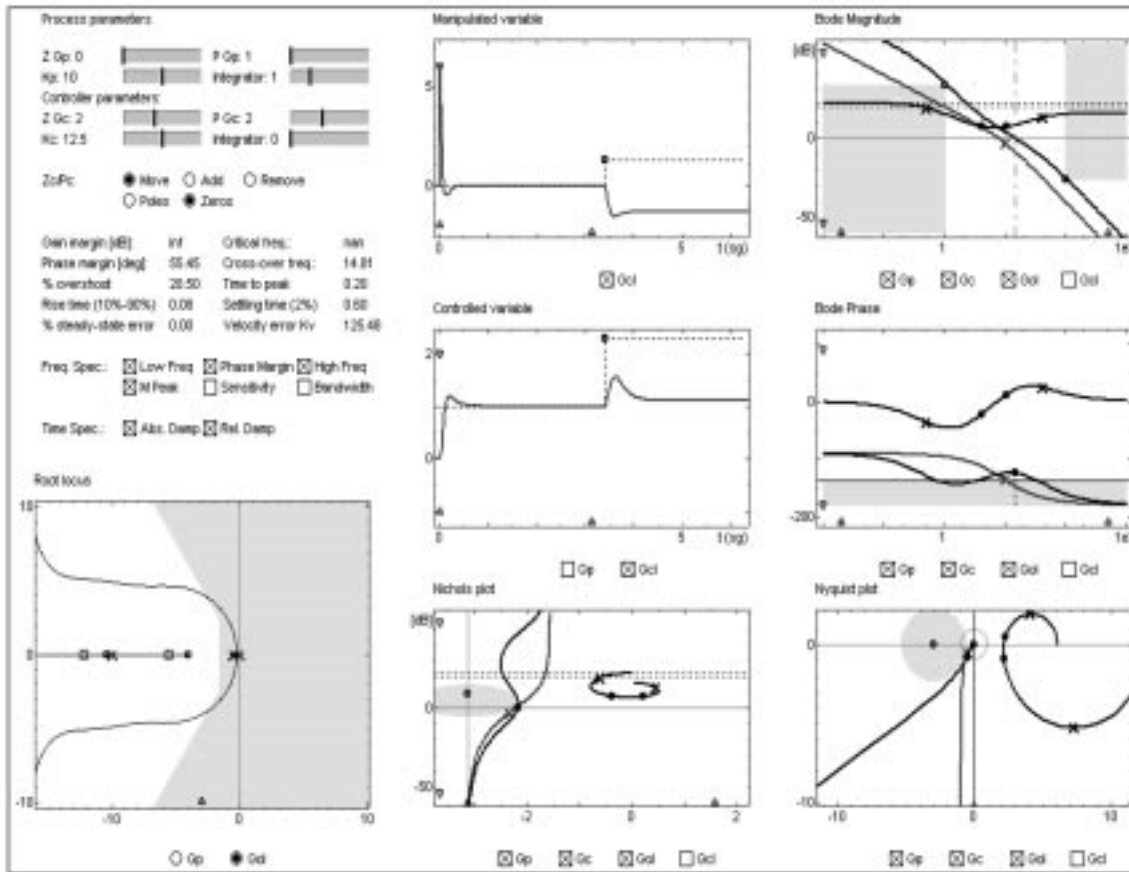 Process parameters:
Z Gp: 0
P Gp: 1
Kp: 10
Integrator: 1
Controller parameters:
Z Gc: 2
P Gc: 2
Kc: 12.5
Integrator: 0
Zc/Pc:
Move
Add
Remove
Poles
Zeros
Gain margin [dB]: inf
Critical freq.: nan
Phase margin [deg]: 55.45
Cross-over freq.: 14.81
% overshoot 20.50
Time to peak 0.20
Rise time (10%-90%) 0.08
Settling time (2%) 0.60
% steady-state error 0.00
Velocity error Kv 125.48
Freq. Spec.:
Low Freq
Phase Margin
High Freq
M Peak
Sensitivity
Bandwidth
Time Spec.:
Abs. Damp
Rel. Damp
Root locus
10
0
-10
-10
0
10
Gp
Gol
Manipulated variable
5
0
0
5
t(sg)
Gcl
Controlled variable
2
0
0
5
t(sg)
Gp
Gcl
Nichols plot
[dB]
0
-50
-2
0
2
Gp
Gc
Gol
Gcl
Bode Magnitude
[dB]
0
-50
1
1e
Gp
Gc
Gol
Gcl
Bode Phase
0
-200
1
1e
Gp
Gc
Gol
Gcl
Nyquist plot
0
-10
-10
0
10
Gp
Gc
Gol
Gcl